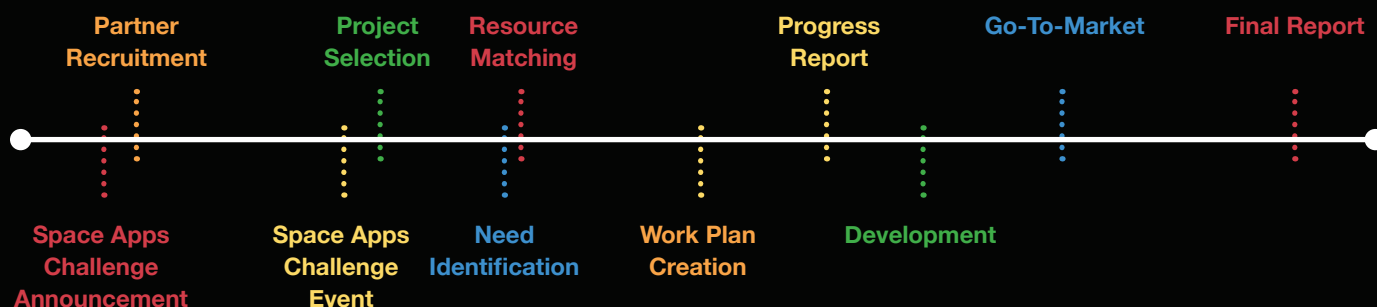 Partner
Recruitment
Project
Selection
Resource
Matching
Progress
Report
Go-To-Market
Final Report
Space Apps
Challenge
Announcement
Space Apps
Challenge
Event
Need
Identification
Work Plan
Creation
Development